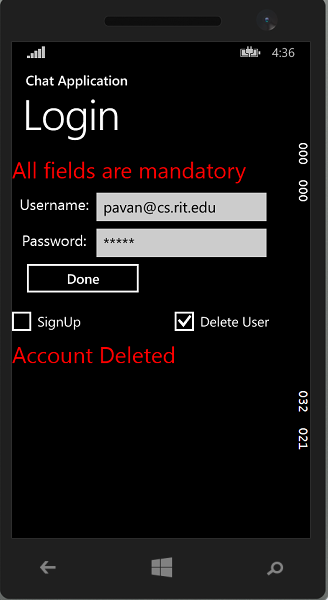 4:36
Chat Application
Login
000 000
All fields are mandatory
Username: pavan@cs.rit.edu
Password: *****
Done
SignUp Delete User
Account Deleted
032 021